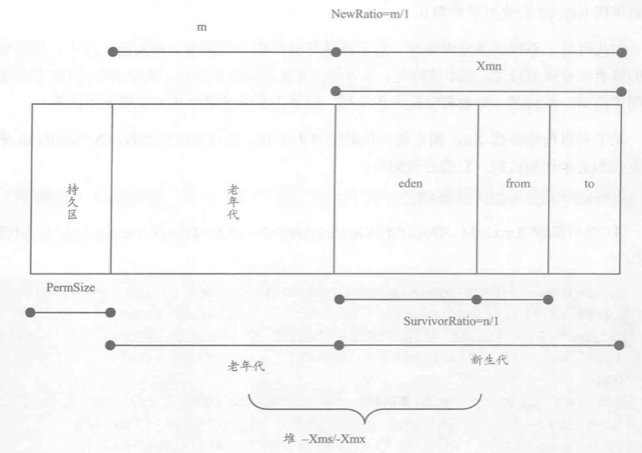 NewRatio=m/1
m
Xmn
持久区
老年代
eden
from
to
PermSize
SurvivorRatio=n/1
老年代
新生代
堆 –Xms/-Xmx